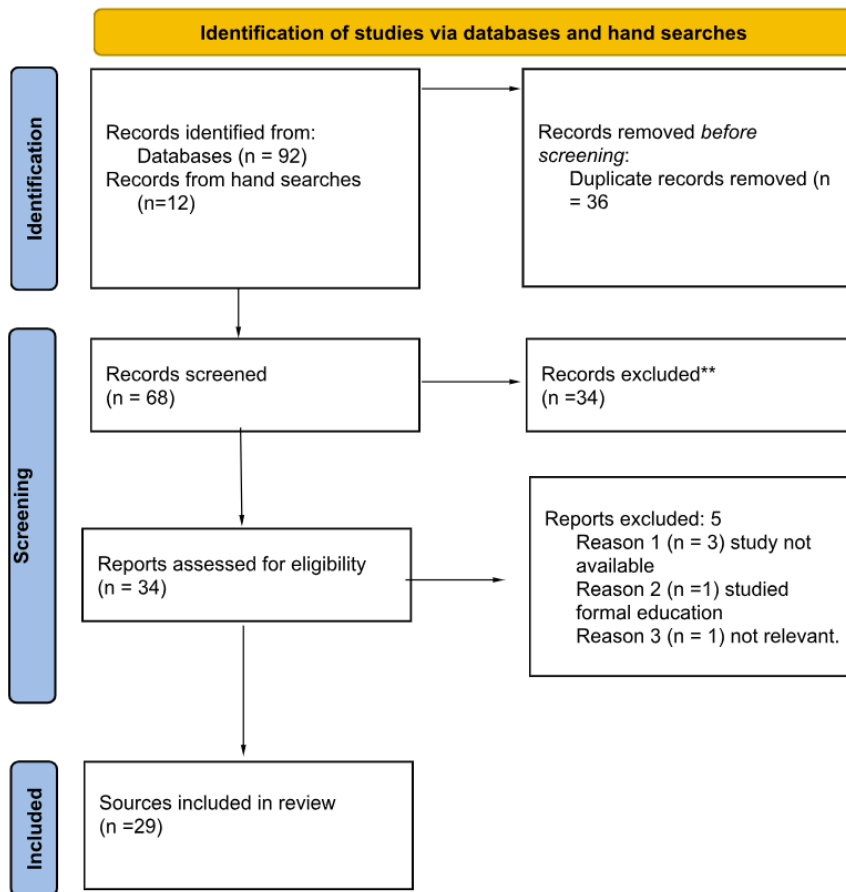 Identification of studies via databases and hand searches
Identification
Records identified from:
Databases (n = 92)
Records from hand searches
(n=12)
Records removed before
screening:
Duplicate records removed (n
= 36
Screening
Records screened
(n = 68)
Records excluded**
(n =34)
Reports assessed for eligibility
(n = 34)
Reports excluded: 5
Reason 1 (n = 3) study not
available
Reason 2 (n =1) studied
formal education
Reason 3 (n = 1) not relevant.
Included
Sources included in review
(n =29)